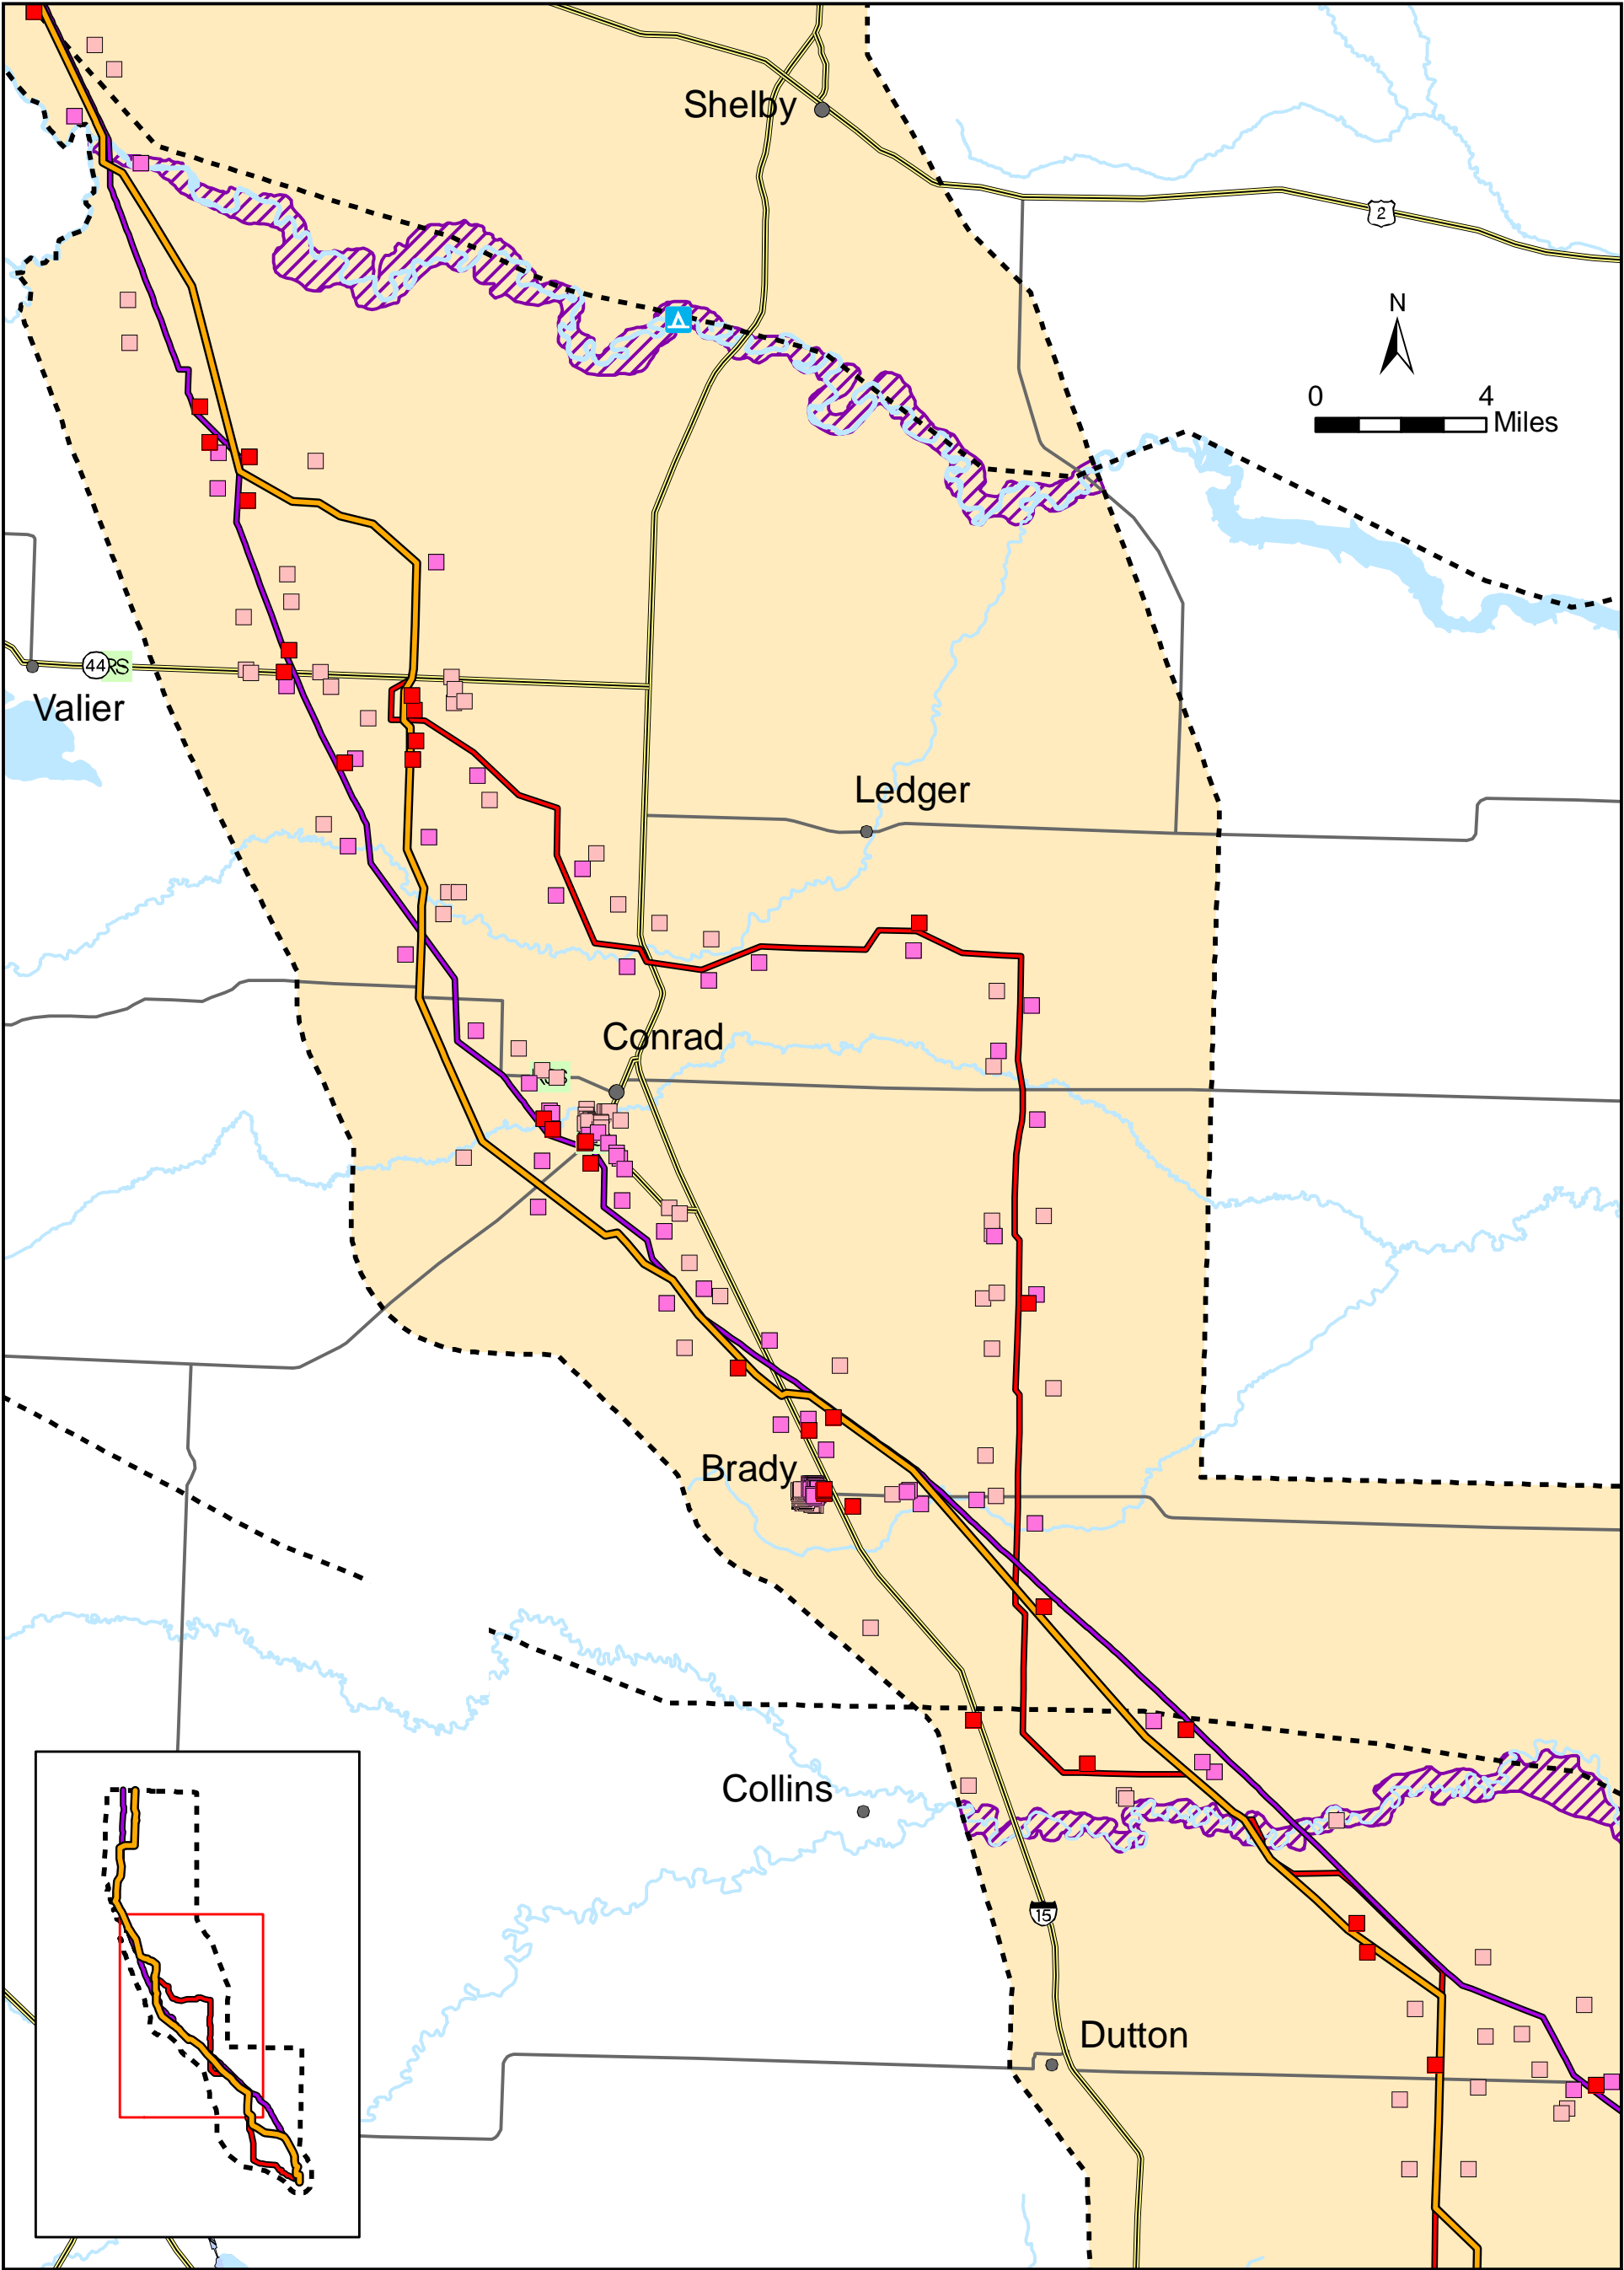 Shelby
2
N
0 4
Miles
44
RS
Valier
Ledger
Conrad
Brady
Collins
15
Dutton